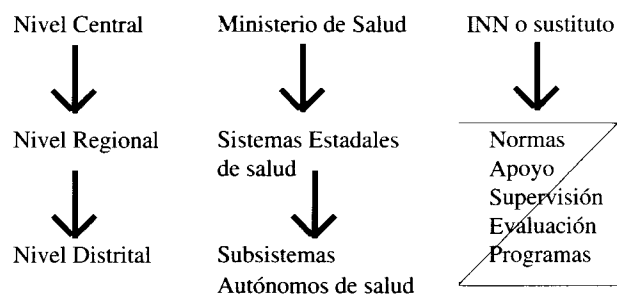 Nivel Central
Ministerio de Salud
INN o sustituto
Nivel Regional
Sistemas Estadales
de salud
Normas
Apoyo
Supervisión
Evaluación
Programas
Nivel Distrital
Subsistemas
Autónomos de salud